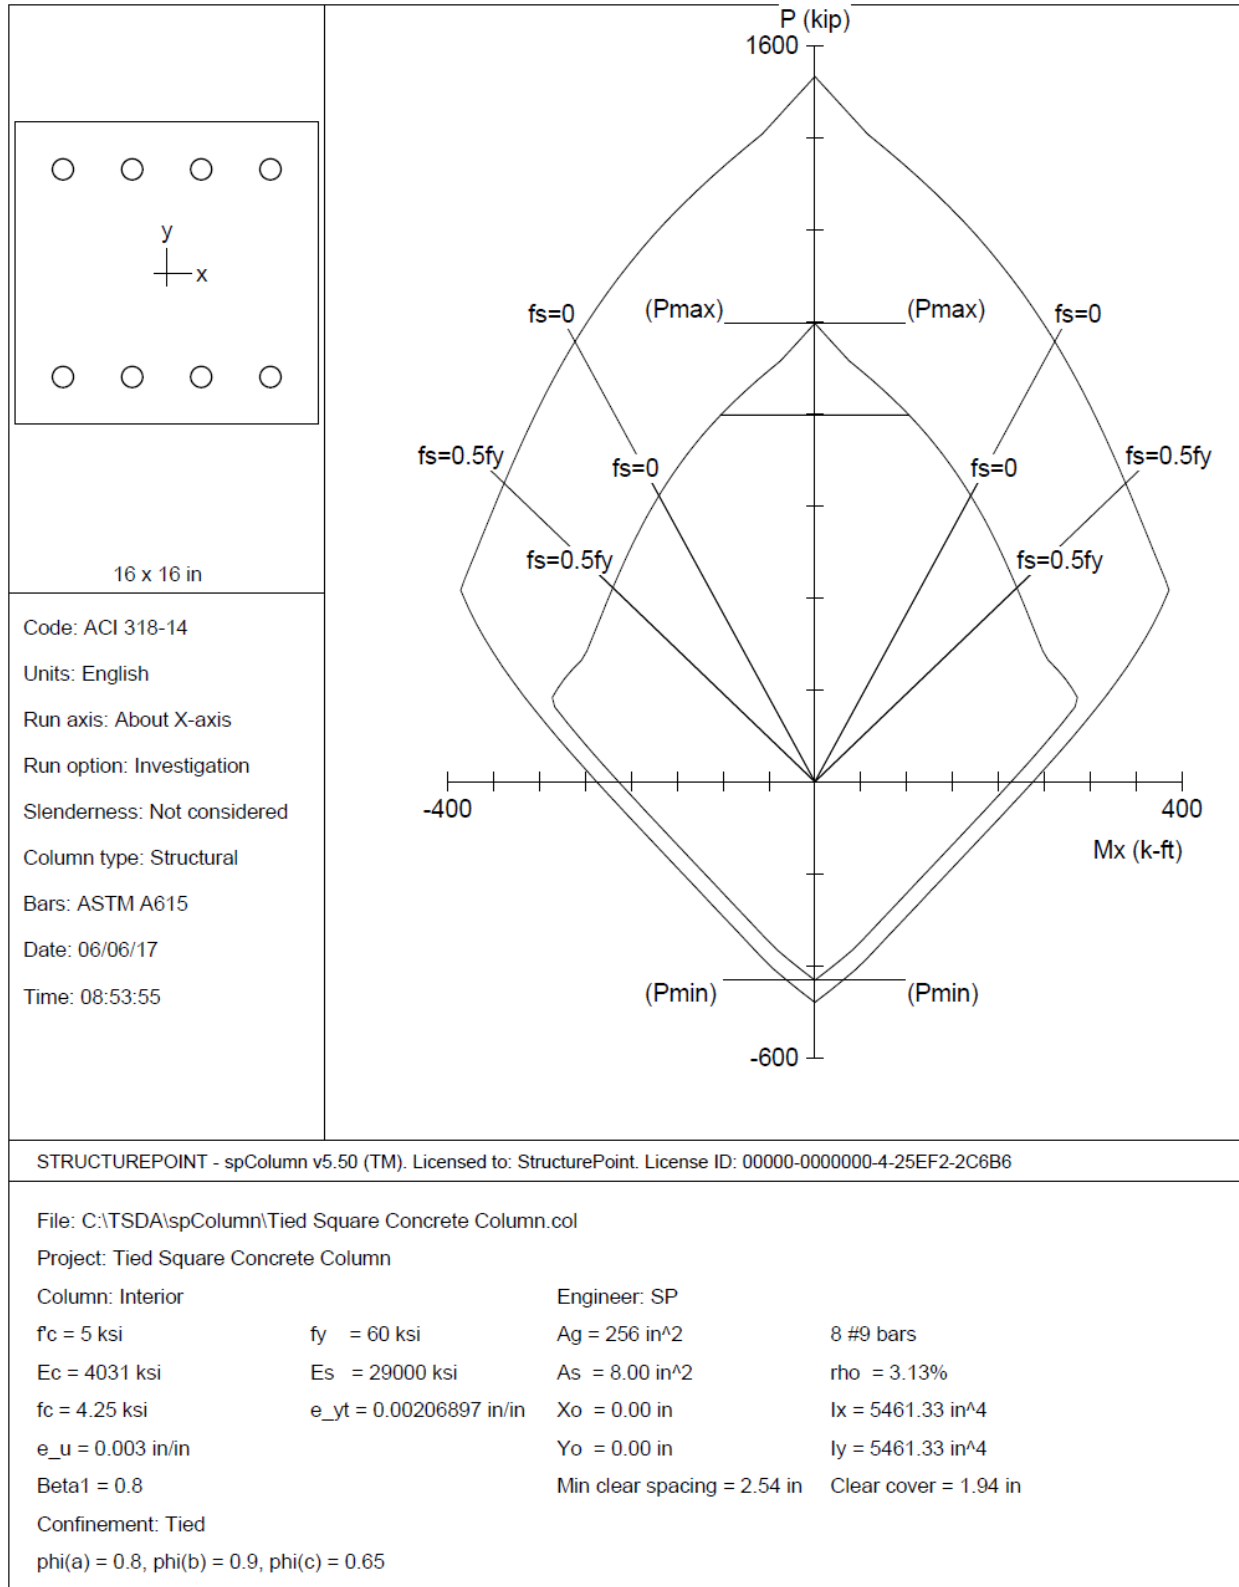 P (kip)
1600
y
x
(Pmax)
(Pmax)
fs=0
fs=0
fs=0.5fy
fs=0
fs=0
fs=0.5fy
fs=0.5fy
fs=0.5fy
16 x 16 in
Code: ACI 318-14
Units: English
Run axis: About X-axis
Run option: Investigation
Slenderness: Not considered
Column type: Structural
Bars: ASTM A615
Date: 06/06/17
Time: 08:53:55
-400
400
Mx (k-ft)
(Pmin)
(Pmin)
-600
STRUCTUREPOINT - spColumn v5.50 (TM). Licensed to: StructurePoint. License ID: 00000-0000000-4-25EF2-2C6B6
File: C:\TSDA\spColumn\Tied Square Concrete Column.col
Project: Tied Square Concrete Column
Column: Interior Engineer: SP
f'c = 5 ksi fy = 60 ksi Ag = 256 in^2 8 #9 bars
Ec = 4031 ksi Es = 29000 ksi As = 8.00 in^2 rho = 3.13%
fc = 4.25 ksi e_yt = 0.00206897 in/in Xo = 0.00 in Ix = 5461.33 in^4
e_u = 0.003 in/in Yo = 0.00 in Iy = 5461.33 in^4
Beta1 = 0.8 Min clear spacing = 2.54 in Clear cover = 1.94 in
Confinement: Tied
phi(a) = 0.8, phi(b) = 0.9, phi(c) = 0.65